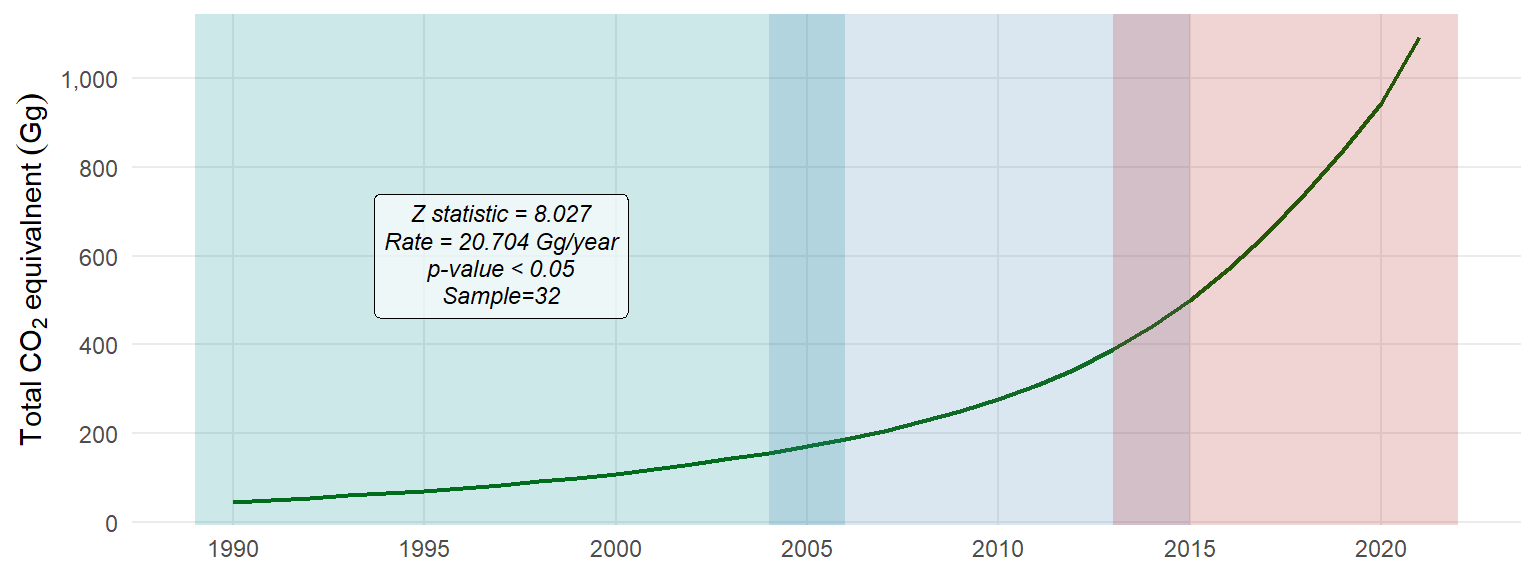 Total CO₂ equivalnent (Gg)
1,000
800
600
400
200
0
Z statistic = 8.027
Rate = 20.704 Gg/year
p-value < 0.05
Sample=32
1990 1995 2000 2005 2010 2015 2020